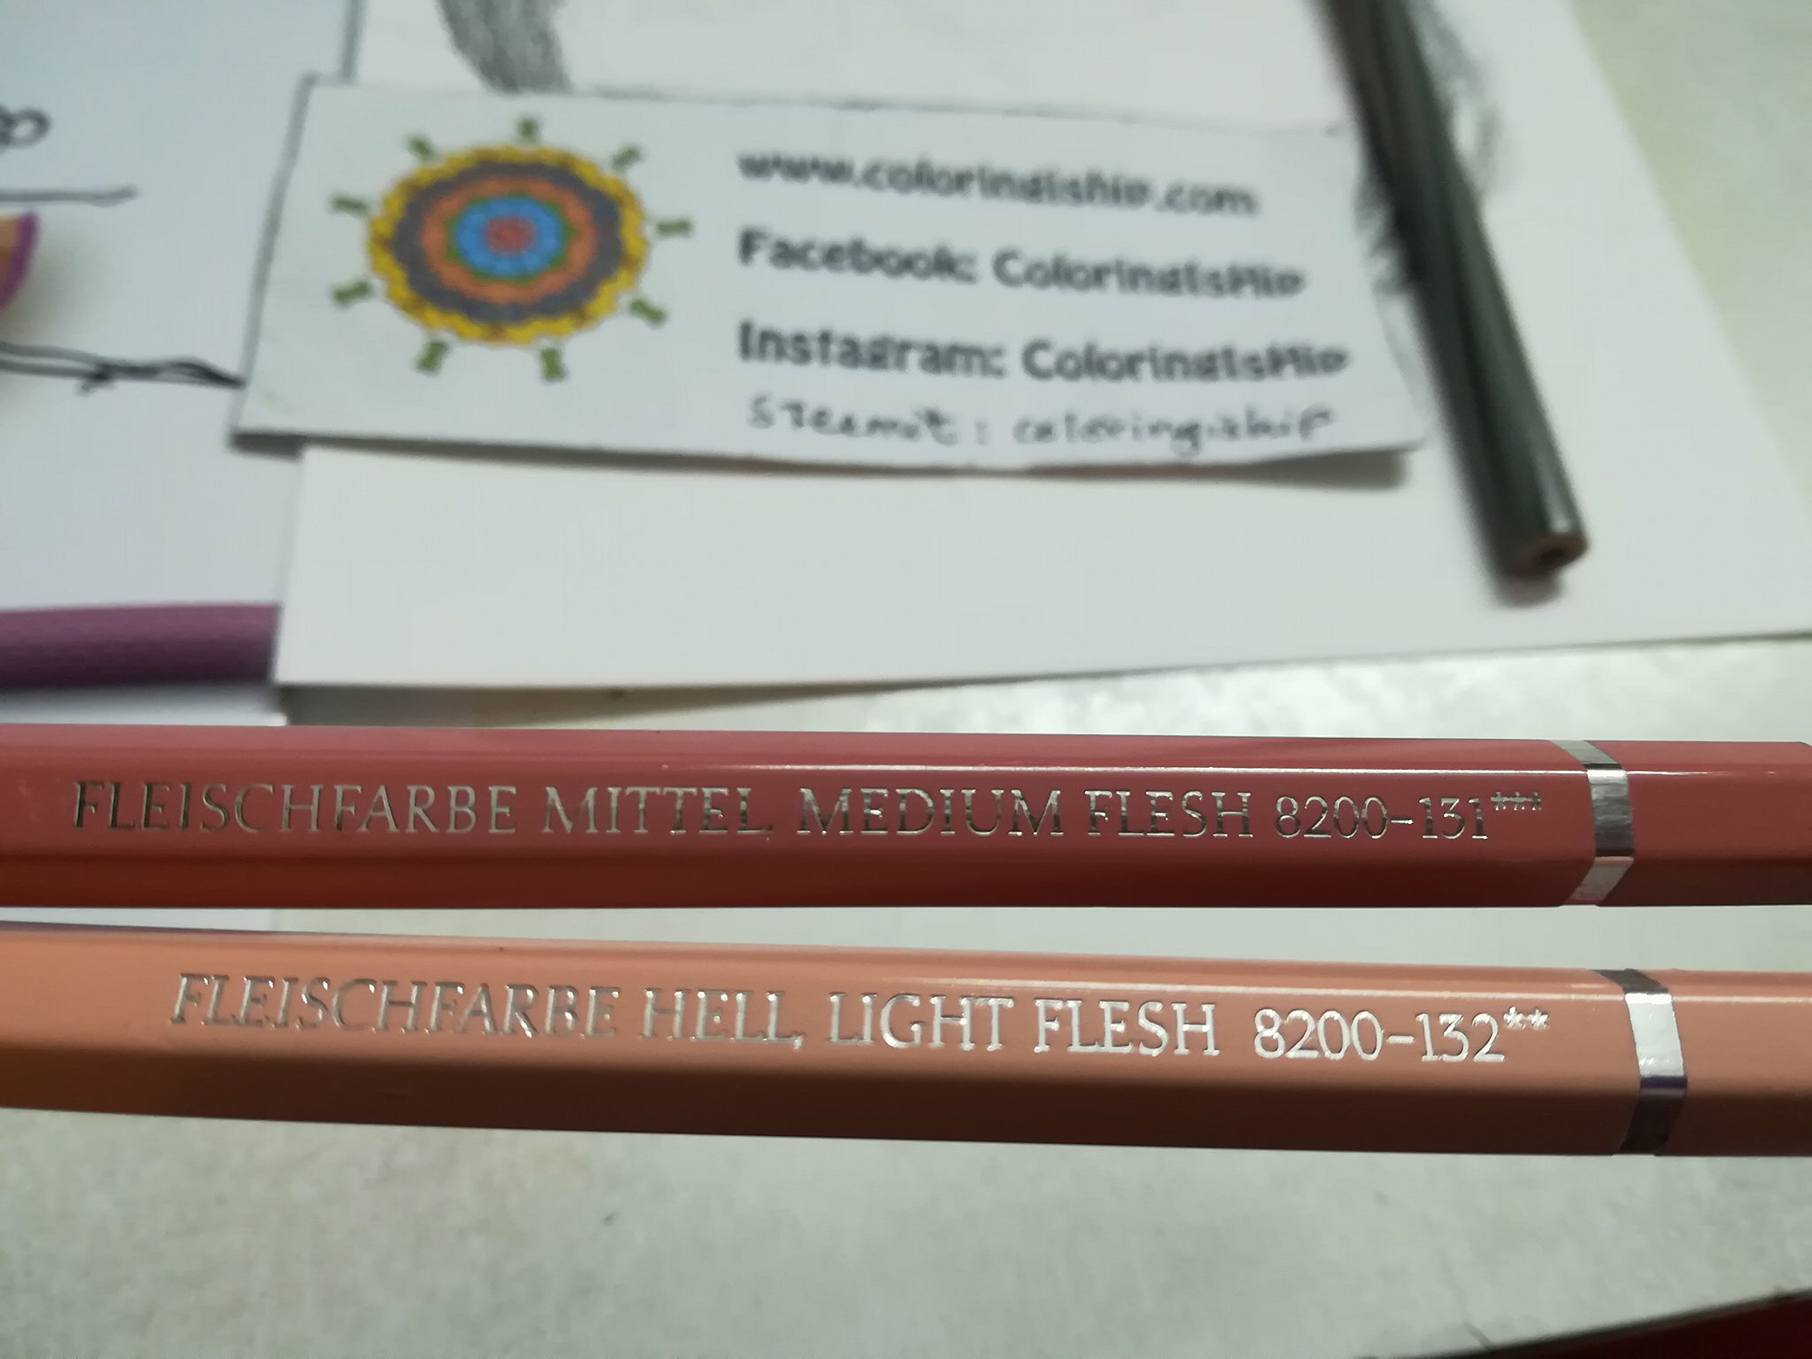 www.coloringiship.com
Facebook: ColoringIsHip
Instagram: ColoringIsHip
Steemit: coloringiship
FLEISCHFARBE MITTEL, MEDIUM FLESH 8200-131***
FLEISCHFARBE HELL, LIGHT FLESH 8200-132**